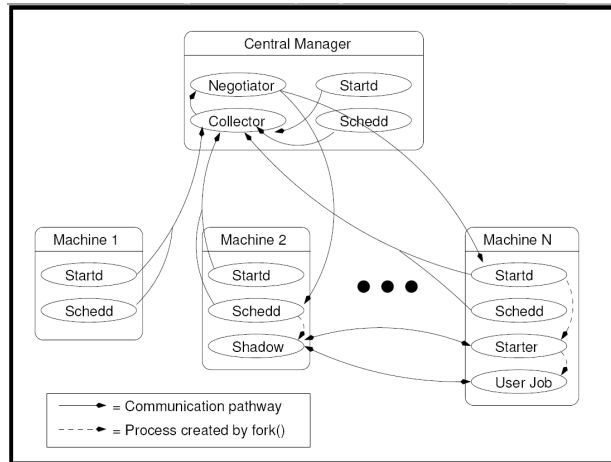 Central Manager
Negotiator
Startd
Collector
Schedd
Machine 1
Startd
Schedd
Machine 2
Startd
Schedd
Shadow
Machine N
Startd
Schedd
Starter
User Job
= Communication pathway
= Process created by fork()